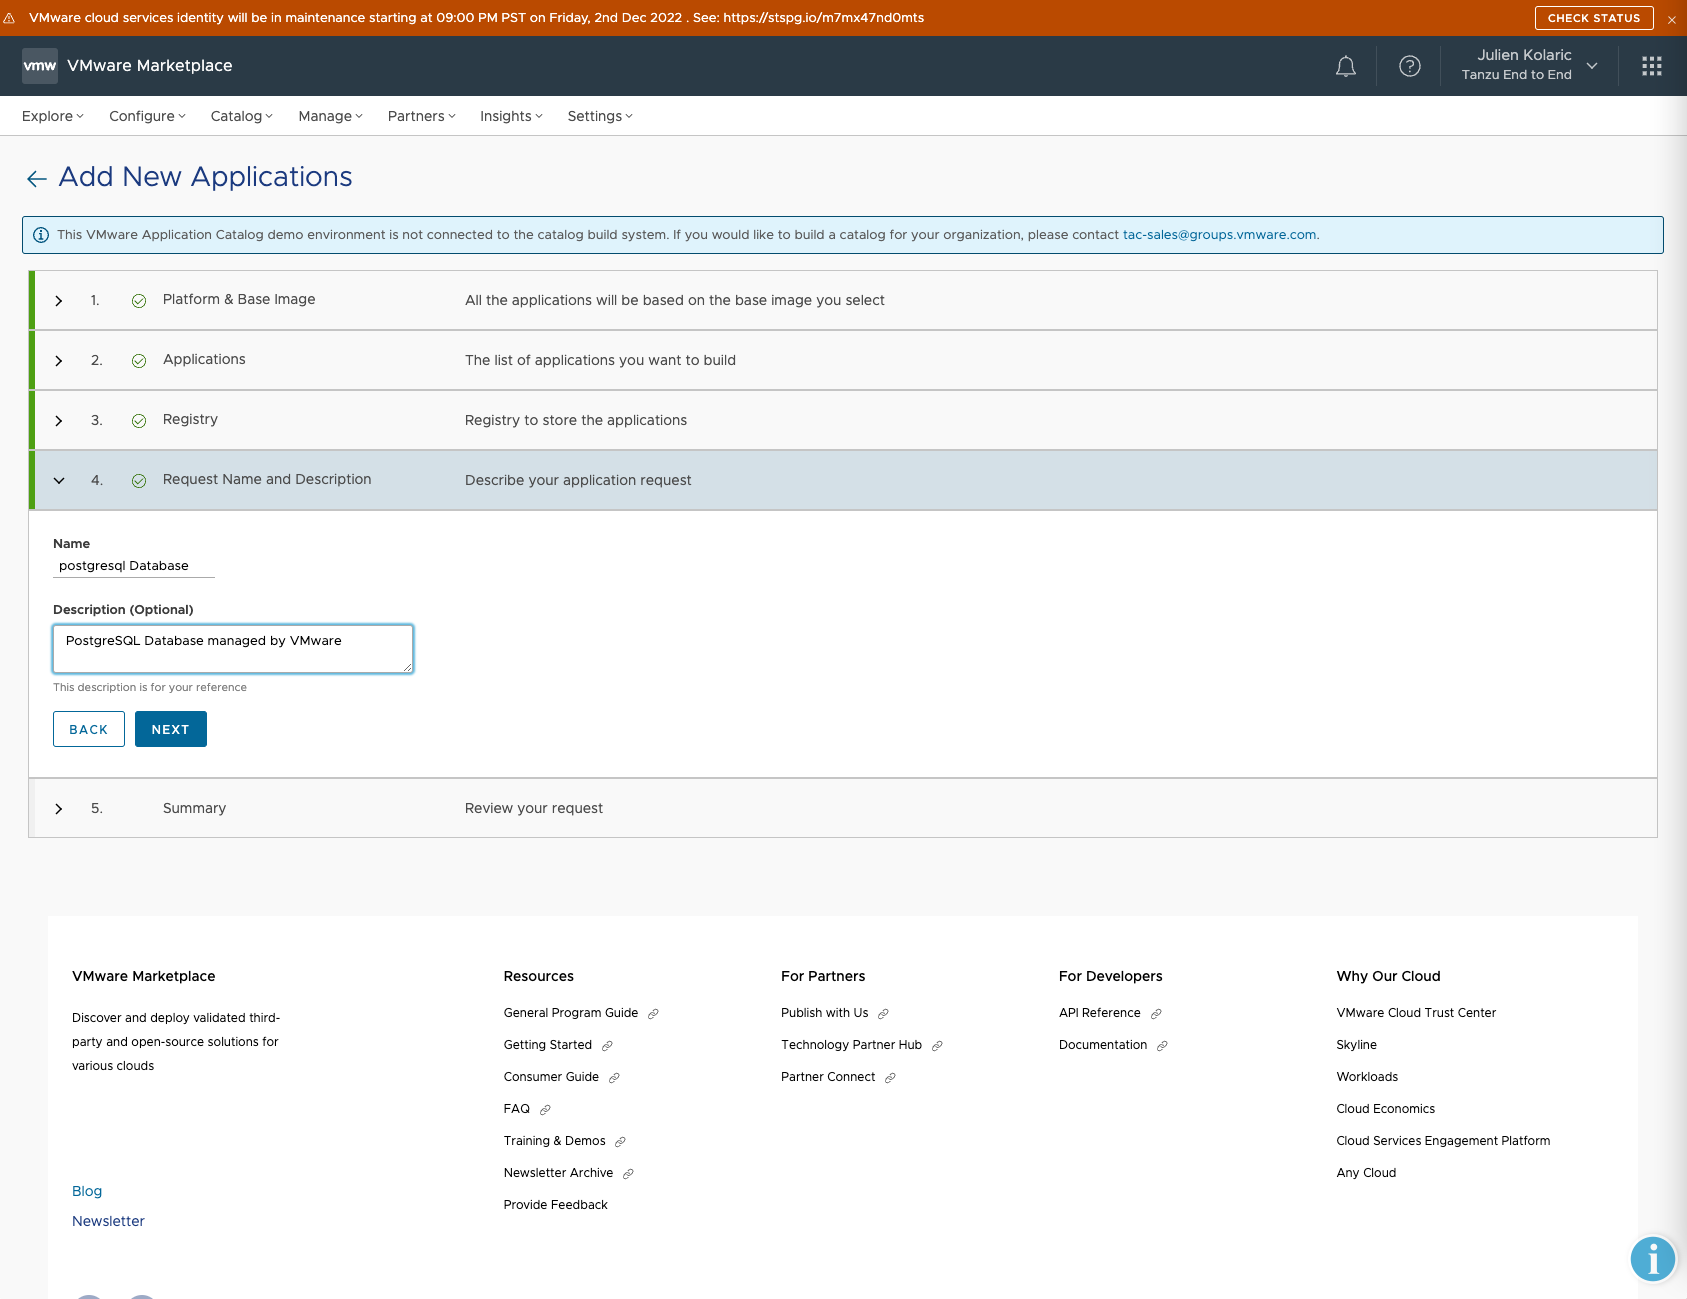 VMware cloud services identity will be in maintenance starting at 09:00 PM PST on Friday, 2nd Dec 2022 . See: https://stspg.io/m7mx47nd0mts
CHECK STATUS
vmw VMware Marketplace
Julien Kolaric
Tanzu End to End
Explore Configure Catalog Manage Partners Insights Settings
Add New Applications
This VMware Application Catalog demo environment is not connected to the catalog build system. If you would like to build a catalog for your organization, please contact tac-sales@groups.vmware.com.
1. Platform & Base Image All the applications will be based on the base image you select
2. Applications The list of applications you want to build
3. Registry Registry to store the applications
4. Request Name and Description Describe your application request
Name
postgresql Database
Description (Optional)
PostgreSQL Database managed by VMware
This description is for your reference
BACK NEXT
5. Summary Review your request
VMware Marketplace
Discover and deploy validated third-
party and open-source solutions for
various clouds
Blog
Newsletter
Resources
General Program Guide
Getting Started
Consumer Guide
FAQ
Training & Demos
Newsletter Archive
Provide Feedback
For Partners
Publish with Us
Technology Partner Hub
Partner Connect
For Developers
API Reference
Documentation
Why Our Cloud
VMware Cloud Trust Center
Skyline
Workloads
Cloud Economics
Cloud Services Engagement Platform
Any Cloud